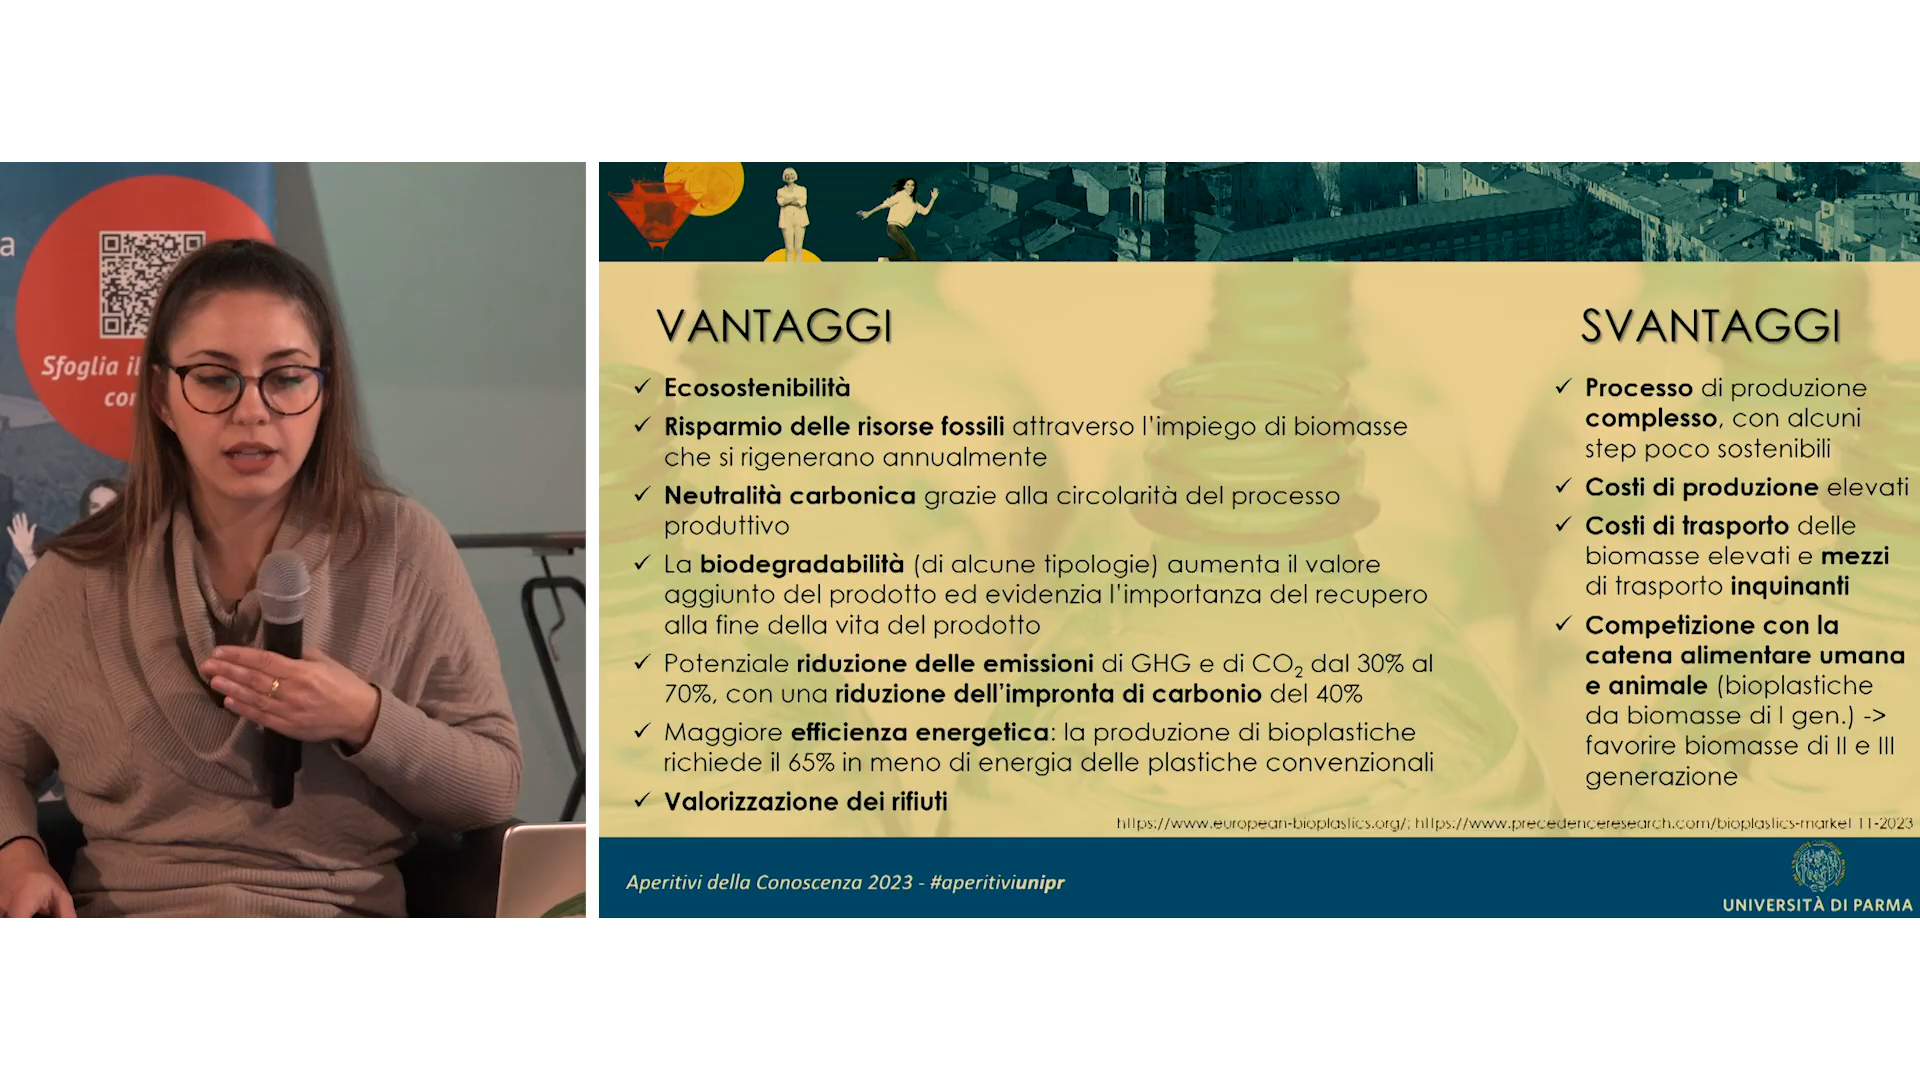 a
Sfoglia il
VANTAGGI
✓ Ecosostenibilità
✓ Risparmio delle risorse fossili attraverso l'impiego di biomasse
che si rigenerano annualmente
✓ Neutralità carbonica grazie alla circolarità del processo
produttivo
✓ La biodegradabilità (di alcune tipologie) aumenta il valore
aggiunto del prodotto ed evidenzia l'importanza del recupero
alla fine della vita del prodotto
✓ Potenziale riduzione delle emissioni di GHG e di CO₂ dal 30% al
70%, con una riduzione dell'impronta di carbonio del 40%
✓ Maggiore efficienza energetica: la produzione di bioplastiche
richiede il 65% in meno di energia delle plastiche convenzionali
✓ Valorizzazione dei rifiuti
SVANTAGGI
✓ Processo di produzione
complesso, con alcuni
step poco sostenibili
✓ Costi di produzione elevati
✓ Costi di trasporto delle
biomasse elevati e mezzi
di trasporto inquinanti
✓ Competizione con la
catena alimentare umana
e animale (bioplastiche
da biomasse di I gen.) ->
favorire biomasse di II e III
generazione
https://www.european-bioplastics.org/; https://www.precedenceresearch.com/bioplastics-market 11-2023
Aperitivi della Conoscenza 2023 - #aperitiviunipr
UNIVERSITÀ DI PARMA